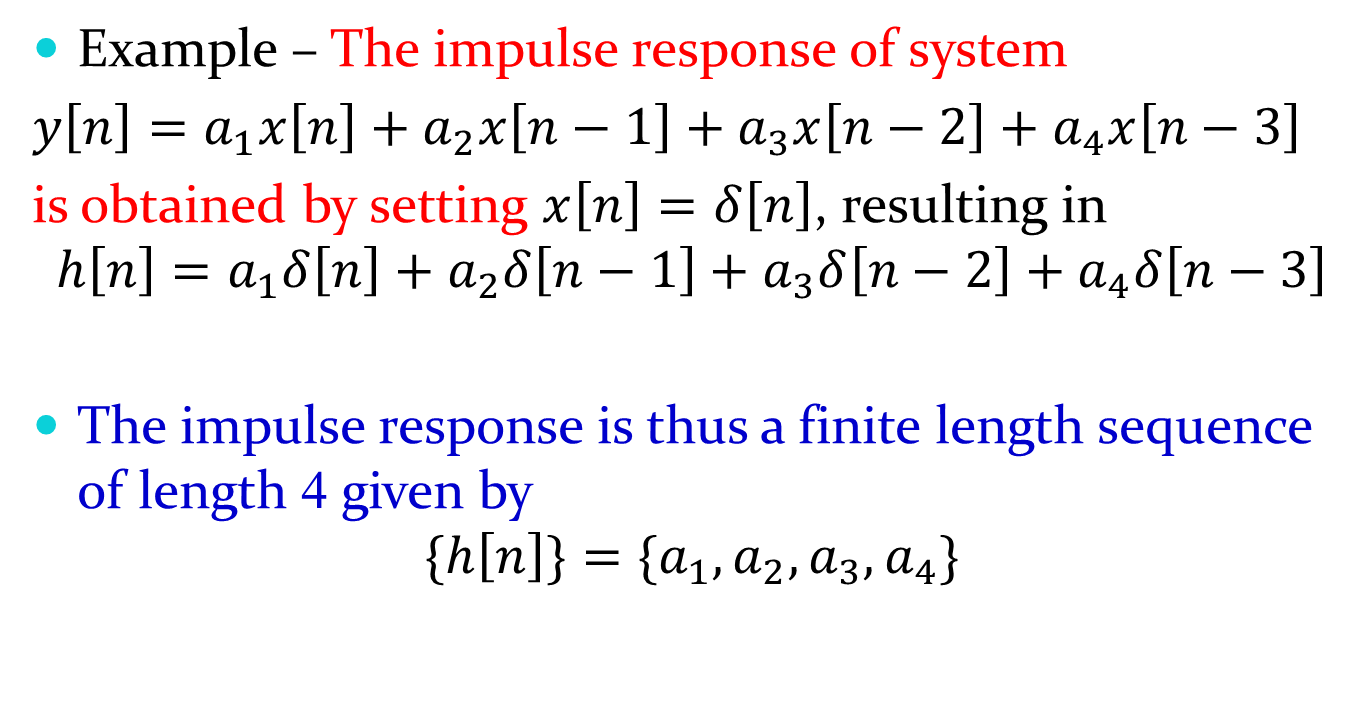 • Example – The impulse response of system
y[n] = a₁x[n] + a₂x[n − 1] + a₃x[n − 2] + a₄x[n − 3]
is obtained by setting x[n] = δ[n], resulting in
h[n] = a₁δ[n] + a₂δ[n − 1] + a₃δ[n − 2] + a₄δ[n − 3]
• The impulse response is thus a finite length sequence
of length 4 given by
{h[n]} = {a₁, a₂, a₃, a₄}